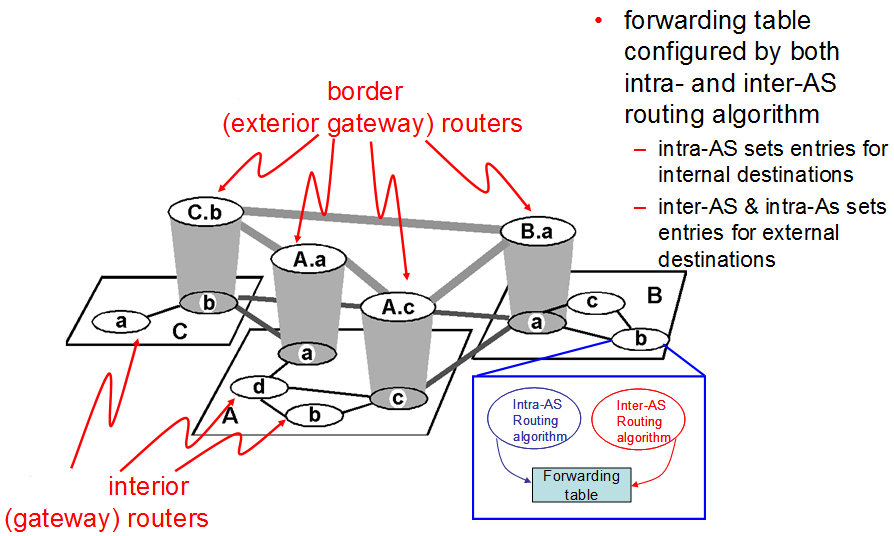 • forwarding table
configured by both
intra- and inter-AS
routing algorithm
– intra-AS sets entries for
internal destinations
– inter-AS & intra-As sets
entries for external
destinations
border
(exterior gateway) routers
C.b
B.a
A.a
A.c
a
b
C
a
c
B
b
a
d
c
b
A
interior
(gateway) routers
Intra-AS
Routing
algorithm
Inter-AS
Routing
algorithm
Forwarding
table